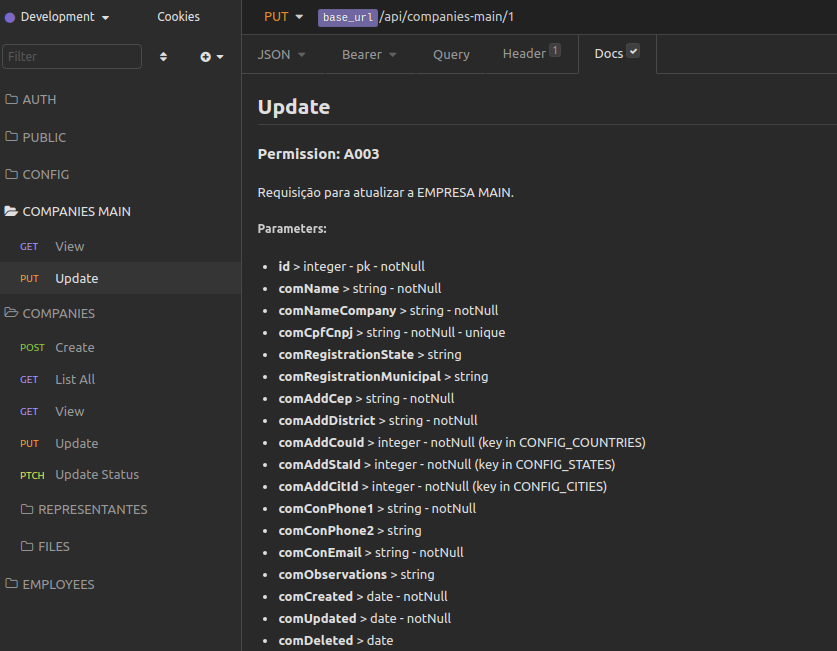 Development
Cookies
Filter
AUTH
PUBLIC
CONFIG
COMPANIES MAIN
GET View
PUT Update
COMPANIES
POST Create
GET List All
GET View
PUT Update
PTCH Update Status
REPRESENTANTES
FILES
EMPLOYEES
PUT base_url/api/companies-main/1
JSON
Bearer
Query
Header 1
Docs
Update
Permission: A003
Requisição para atualizar a EMPRESA MAIN.
Parameters:
• id > integer - pk - notNull
• comName > string - notNull
• comNameCompany > string - notNull
• comCpfCnpj > string - notNull - unique
• comRegistrationState > string
• comRegistrationMunicipal > string
• comAddCep > string - notNull
• comAddDistrict > string - notNull
• comAddCouId > integer - notNull (key in CONFIG_COUNTRIES)
• comAddStaId > integer - notNull (key in CONFIG_STATES)
• comAddCitId > integer - notNull (key in CONFIG_CITIES)
• comConPhone1 > string - notNull
• comConPhone2 > string
• comConEmail > string - notNull
• comObservations > string
• comCreated > date - notNull
• comUpdated > date - notNull
• comDeleted > date